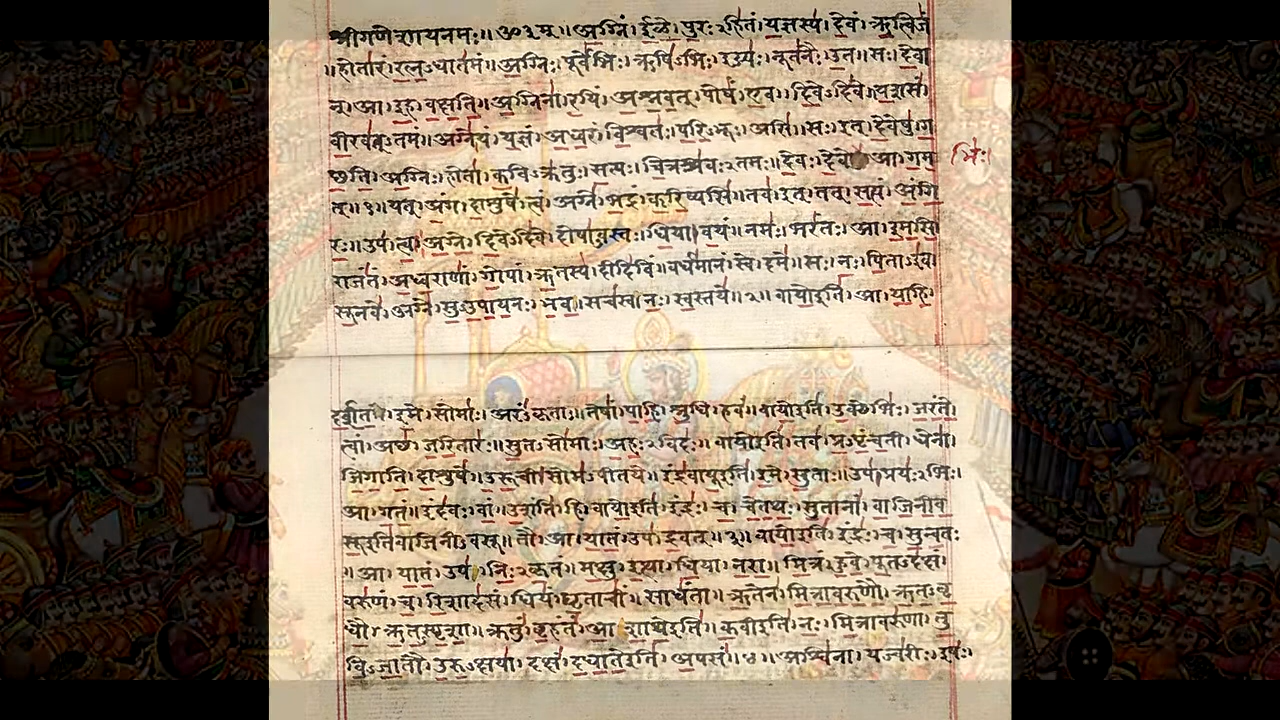 श्रीगणेशायनमः॥ॐ३म्॥अग्निं। ईळे। पुरःऽहितं। यज्ञस्य। देवं। ऋत्विजं
॥होतारं। रत्नऽधातमं॥अग्निः। पूर्वेभिः। ऋषिऽभिः। ईड्यः। नूतनैः। उत॥सः। देवा
न्। आ। इह। वक्षति॥अग्निना। रयिं। अश्नवत्। पोषं। एव। दिवेऽदिवे॥यशसं
वीरवत्ऽतमं॥अग्ने। यं। यज्ञं। अध्वरं। विश्वतः। परिऽभूः। असि॥सः। इत्। देवेषु। ग
च्छति। अग्निः। होता। कविऽक्रतुः। सत्यः। चित्रश्रवःऽतमः॥देवः। देवे आ। गम
भिः।
त्॥१॥यत्। अंग। दाशुषे। त्वं। अग्ने। भद्रं। करिष्यसि॥तव। इत्। तत्। सत्यं। अंगि
रः॥उप। त्वा। अग्ने। दिवेऽदिवे। दोषाऽवस्तः। धिया। वयं॥नमः। भरंतः। आ। इमसि
राजंतं। अध्वराणां। गोपां। ऋतस्य। दीदिविं। वर्धमानं। स्वे। दमे॥सः। नः। पिताऽइव
सूनवे। अग्ने। सुऽउपायनः। भव॥सचस्व। नः। स्वस्तये॥२॥ वायोइति। आ। याहि।
दर्शत। इमे। सोमाः। अरंऽकृताः॥तेषां। पाहि। श्रुधि। हवं॥वायोइति। उक्थेभिः। जरंते।
त्वां। अच्छ। जरितारः॥सुतऽसोमाः। अहःऽविदः॥ वायोइति। तव। प्रऽपृंचती। धेना।
जिगाति। दाशुषे॥उरूची। सोमऽपीतये॥इंद्रवायूइति। इमे। सुताः॥उप। प्रयःऽभिः।
आ। गतं॥इंदवः। वां। उशंति। हि। वायोइति। इंद्रः। च। चेतथः। सुतानां। वाजिनीव
सूइतिवाजिनीऽवसू॥तौ। आ। यातं। उप। द्रवत्॥३॥ वायोइति। इंद्रः। च। सुन्वतः
॥आ। यातं। उप। निःऽकृतं॥मक्षु। इत्था। धिया। नरा॥ मित्रं। हुवे। पूतऽदक्षं
वरुणं। च। रिशादसं। धियं। घृताचीं। साधंता॥ ऋतेन। मित्रावरुणौ। ऋतऽवृ
धौ। ऋतऽस्पृशा॥क्रतुं। बृहंतं। आशाथेइति॥ कवीइति। नः। मित्रावरुणा। तु
विऽजातौ। उरुऽक्षया। दक्षं। दधातेइति। अपसं॥४॥ अश्विना। यज्वरीः। इषः।